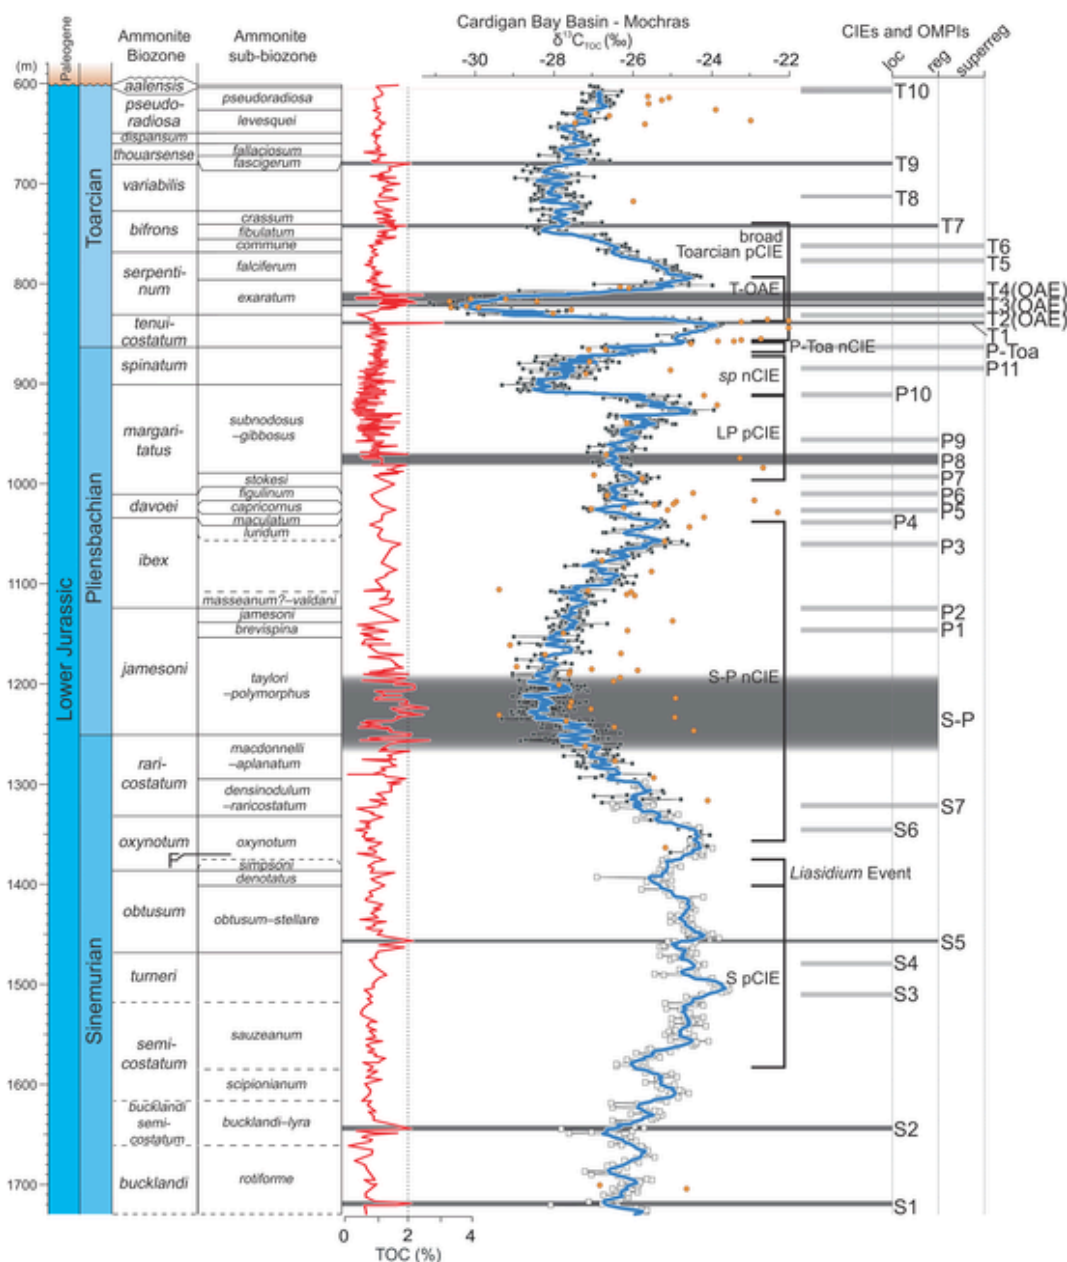 Cardigan Bay Basin - Mochras
δ13CTOC (‰)
-30 -28 -26 -24 -22
CIEs and OMPIs
loc
reg
superreg
Paleogene
Ammonite
Biozone
Ammonite
sub-biozone
(m)
600
700
800
900
1000
1100
1200
1300
1400
1500
1600
1700
Lower Jurassic
Toarcian
Pliensbachian
Sinemurian
aalensis
pseudo-
radiosa
dispansum
thouarsense
variabilis
bifrons
serpenti-
num
tenui-
costatum
spinatum
margari-
tatus
davoei
ibex
jamesoni
rari-
costatum
oxynotum
F
obtusum
turneri
semi-
costatum
bucklandi
semi-
costatum
bucklandi
pseudoradiosa
levesquei
fallaciosum
fascigerum
crassum
fibulatum
commune
falciferum
exaratum
subnodosus
–gibbosus
stokesi
figulinum
capricornus
maculatum
luridum
masseanum?–valdani
jamesoni
brevispina
taylori
–polymorphus
macdonnelli
–aplanatum
densinodulum
–raricostatum
oxynotum
simpsoni
denotatus
obtusum–stellare
sauzeanum
scipionianum
bucklandi–lyra
rotiforme
broad
Toarcian pCIE
T-OAE
P-Toa nCIE
sp nCIE
LP pCIE
S-P nCIE
Liasidium Event
S pCIE
T10
T9
T8
T7
T6
T5
T4(OAE)
T3(OAE)
T2(OAE)
T1
P-Toa
P11
P10
P9
P8
P7
P6
P5
P4
P3
P2
P1
S-P
S7
S6
S5
S4
S3
S2
S1
0 2 4
TOC (%)